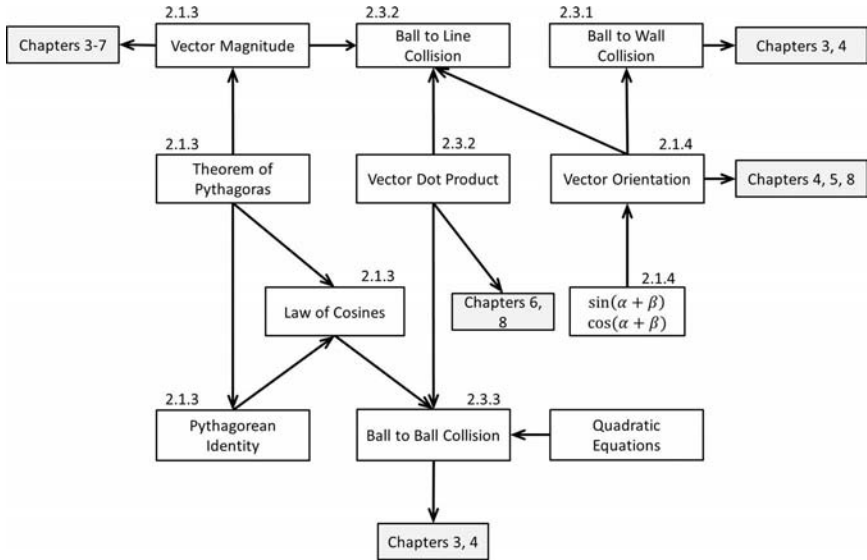 2.1.3
2.3.2
2.3.1
Chapters 3-7
Vector Magnitude
Ball to Line
Collision
Ball to Wall
Collision
Chapters 3, 4
2.1.3
2.3.2
2.1.4
Theorem of
Pythagoras
Vector Dot Product
Vector Orientation
Chapters 4, 5, 8
2.1.3
2.1.4
Law of Cosines
Chapters 6,
8
sin(α + β)
cos(α + β)
2.1.3
2.3.3
Pythagorean
Identity
Ball to Ball Collision
Quadratic
Equations
Chapters 3, 4